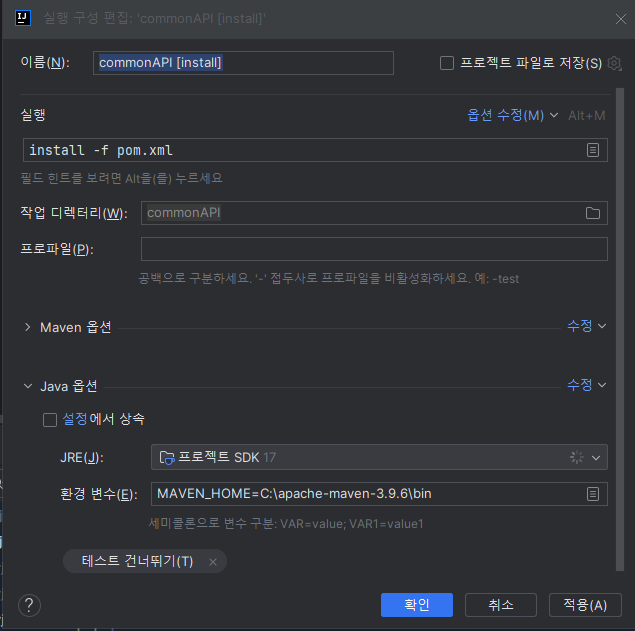 IJ
실행 구성 편집: 'commonAPI [install]'
이름(N): commonAPI [install] 프로젝트 파일로 저장(S)
실행 옵션 수정(M) Alt+M
install -f pom.xml
필드 힌트를 보려면 Alt을(를) 누르세요
작업 디렉터리(W): commonAPI
프로파일(P):
공백으로 구분하세요. '-' 접두사로 프로파일을 비활성화하세요. 예: -test
Maven 옵션 수정
Java 옵션 수정
설정에서 상속
JRE(J): 프로젝트 SDK 17
환경 변수(E): MAVEN_HOME=C:\apache-maven-3.9.6\bin
세미콜론으로 변수 구분: VAR=value; VAR1=value1
테스트 건너뛰기(T)
? 확인 취소 적용(A)